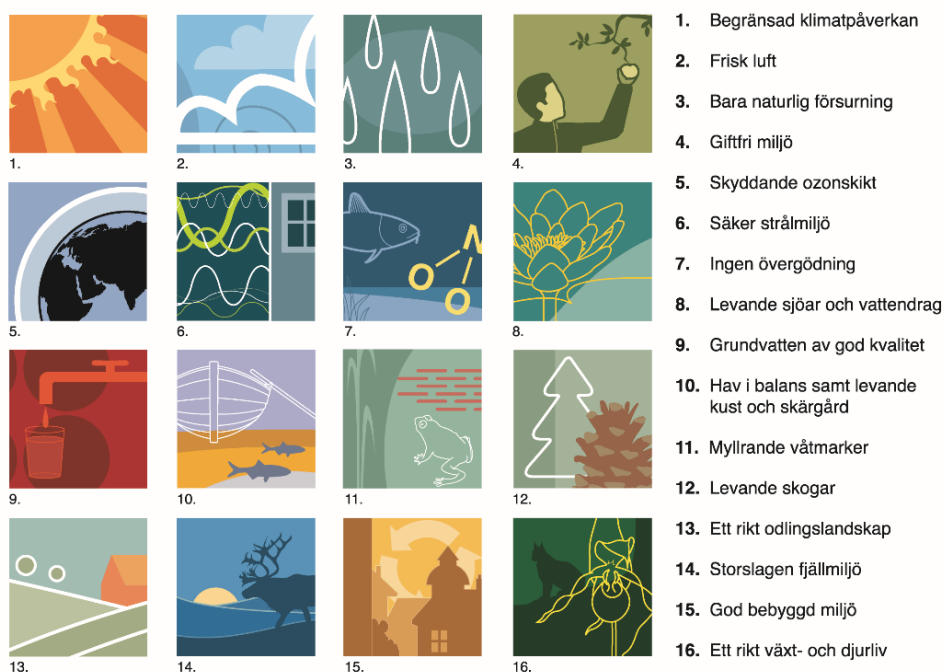 1.
2.
3.
4.
5.
6.
N
O
O
7.
8.
9.
10.
11.
12.
13.
14.
15.
16.
1. Begränsad klimatpåverkan
2. Frisk luft
3. Bara naturlig försurning
4. Giftfri miljö
5. Skyddande ozonskikt
6. Säker strålmiljö
7. Ingen övergödning
8. Levande sjöar och vattendrag
9. Grundvatten av god kvalitet
10. Hav i balans samt levande
kust och skärgård
11. Myllrande våtmarker
12. Levande skogar
13. Ett rikt odlingslandskap
14. Storslagen fjällmiljö
15. God bebyggd miljö
16. Ett rikt växt- och djurliv